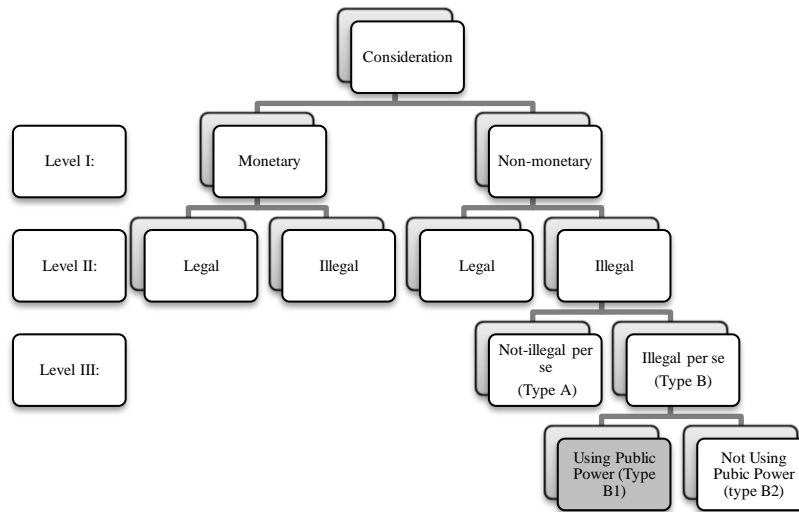 Consideration
Level I:
Monetary
Non-monetary
Level II:
Legal
Illegal
Legal
Illegal
Level III:
Not-illegal per
se
(Type A)
Illegal per se
(Type B)
Using Public
Power (Type
B1)
Not Using
Pubic Power
(type B2)